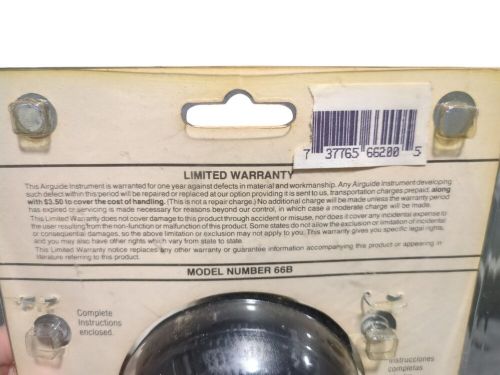 7 37765 66200 5
LIMITED WARRANTY
This Airguide Instrument is warranted for one year against defects in material and workmanship. Any Airguide Instrument developing
such defect within this period will be repaired or replaced at our option providing it is sent to us, transportation charges prepaid, along
with $3.50 to cover the cost of handling. (This is not a repair charge.) No additional charge will be made unless the warranty period
has expired or servicing is made necessary for reasons beyond our control, in which case a moderate charge will be made.
This Limited Warranty does not cover damage to this product through accident or misuse, nor does it cover any incidental expense to
the user resulting from the non-function or malfunction of this product. Some states do not allow the exclusion or limitation of incidental
or consequential damages, so the above limitation or exclusion may not apply to you. This warranty gives you specific legal rights,
and you may also have other rights which vary from state to state.
This Limited Warranty notice replaces any other warranty or guarantee information accompanying this product or appearing in
literature referring to this product.
MODEL NUMBER 66B
Complete
Instructions
enclosed.
Instrucciones
completas